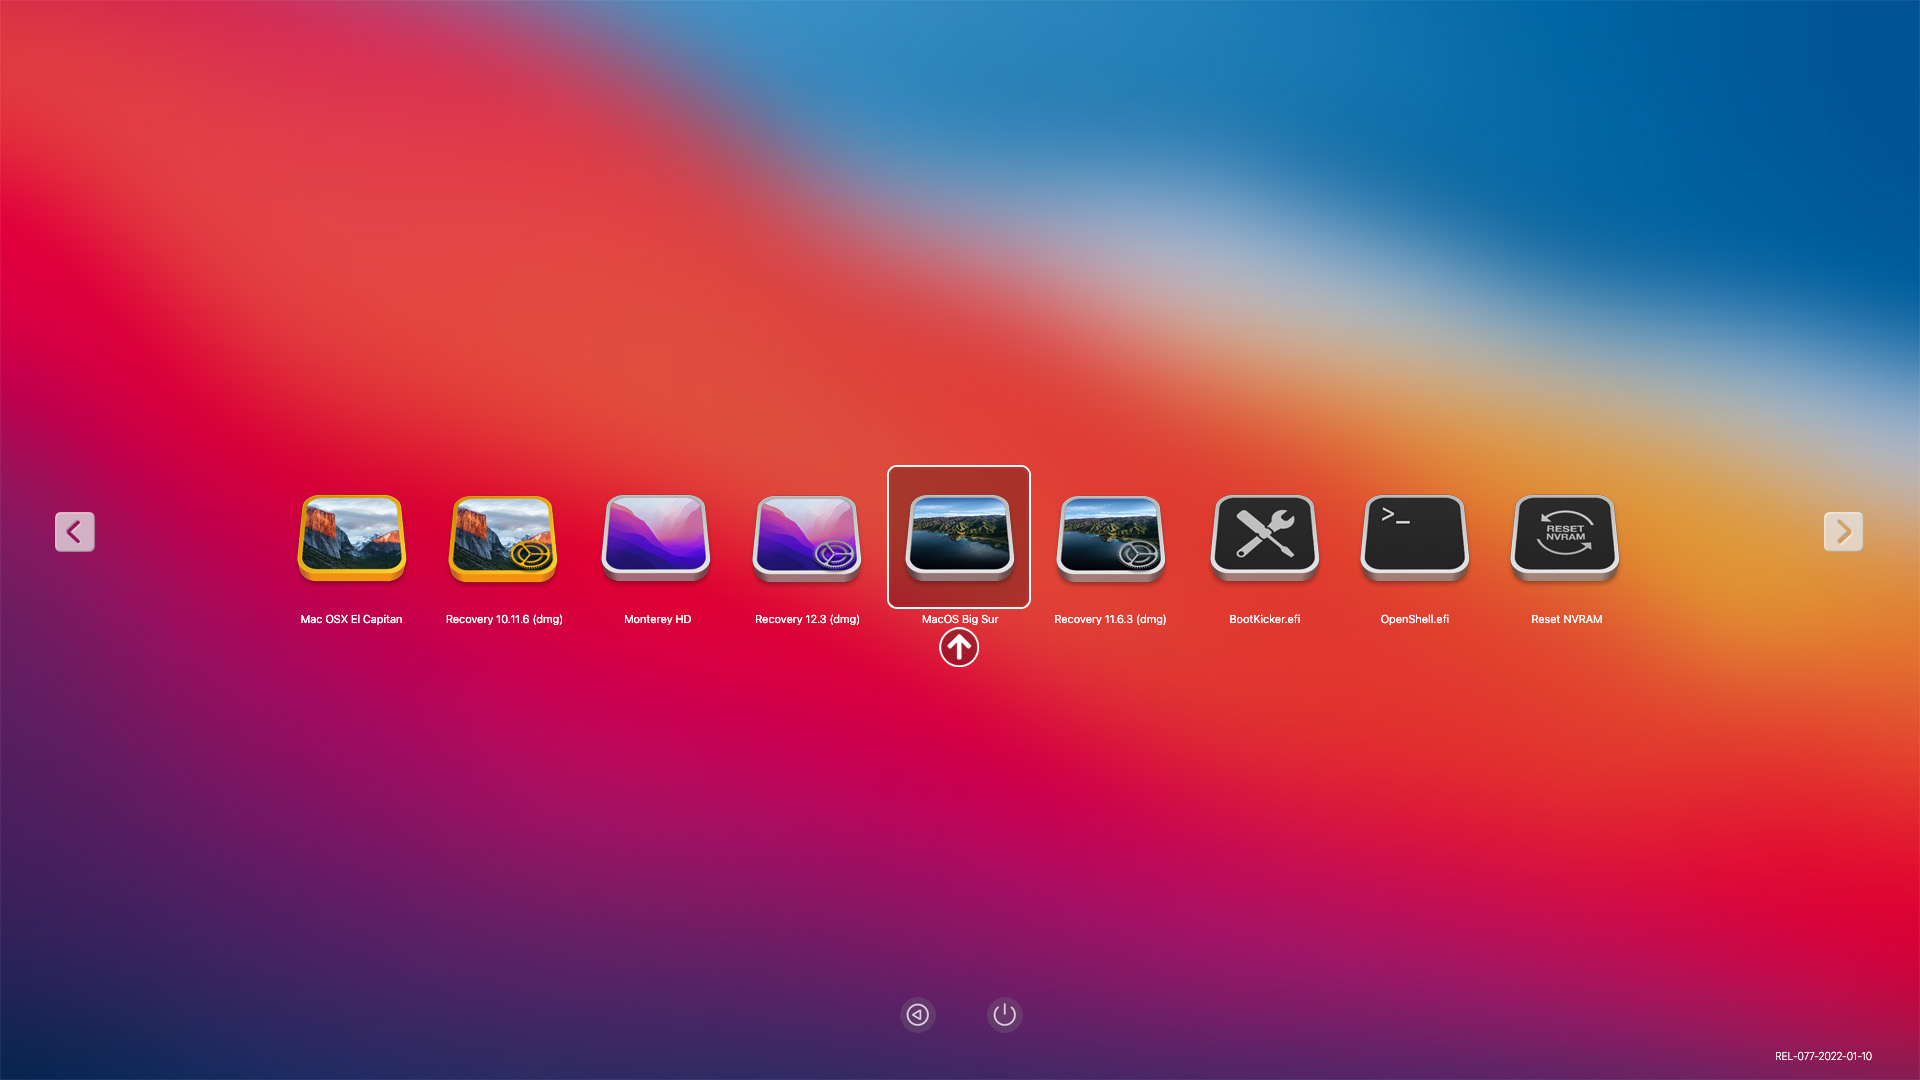 >_
RESET
NVRAM
Mac OSX El Capitan
Recovery 10.11.6 (dmg)
Monterey HD
Recovery 12.3 (dmg)
MacOS Big Sur
Recovery 11.6.3 (dmg)
BootKicker.efi
OpenShell.efi
Reset NVRAM
REL-077-2022-01-10